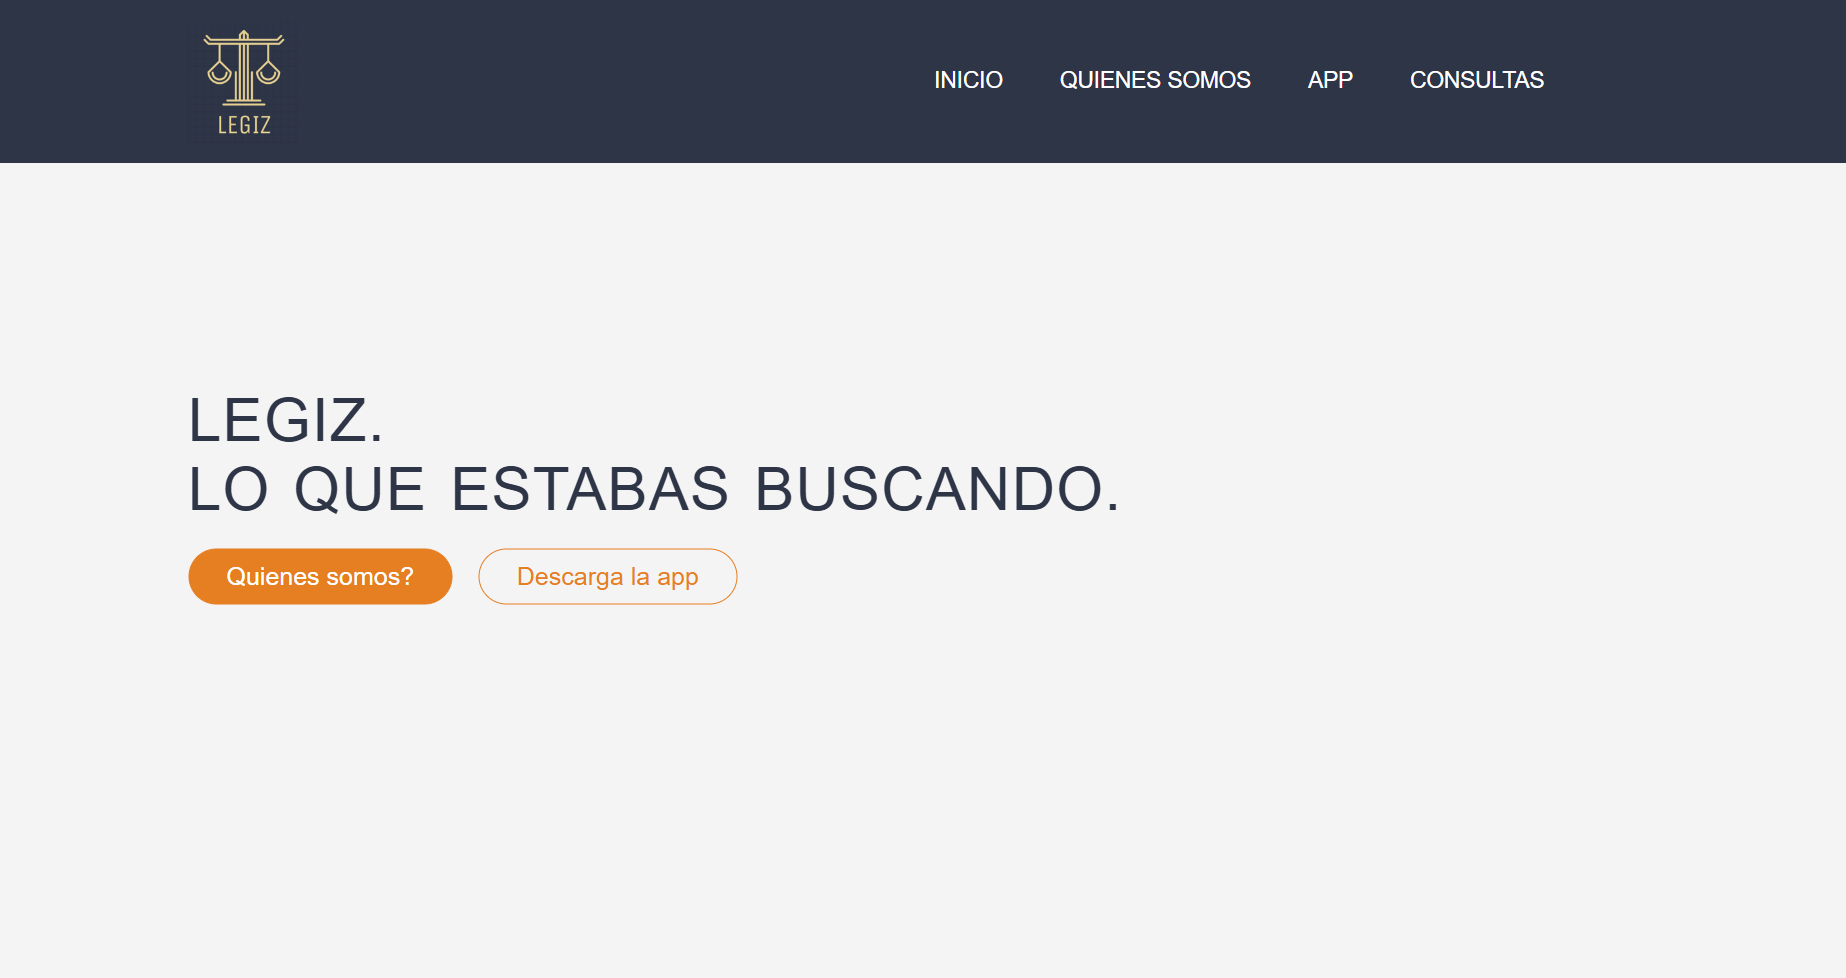 LEGIZ
INICIO QUIENES SOMOS APP CONSULTAS
LEGIZ.
LO QUE ESTABAS BUSCANDO.
Quienes somos? Descarga la app